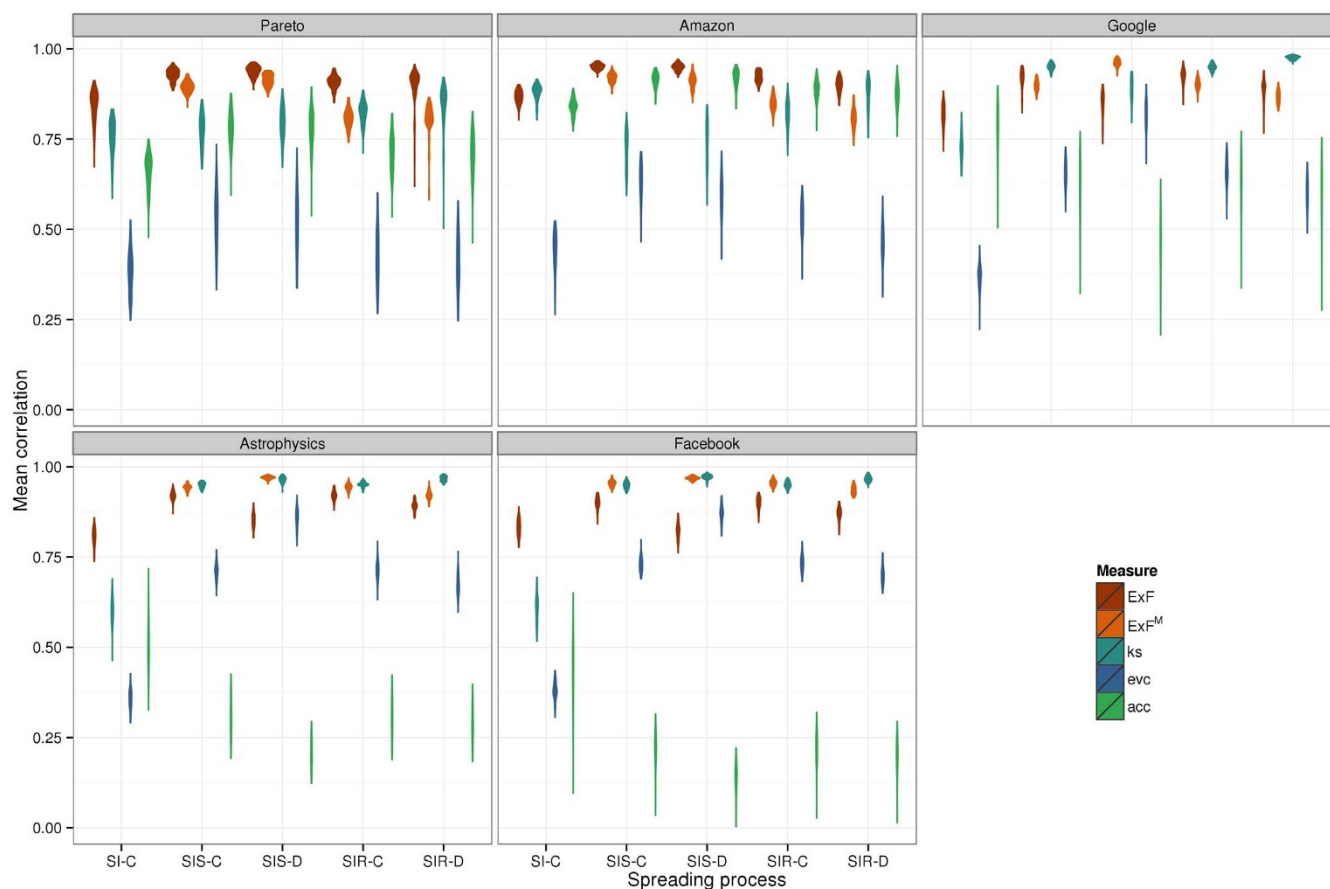 Pareto
Amazon
Google
1.00
0.75
0.50
0.25
0.00
Mean correlation
Astrophysics
Facebook
1.00
0.75
0.50
0.25
0.00
SI-C SIS-C SIS-D SIR-C SIR-D
SI-C SIS-C SIS-D SIR-C SIR-D
Spreading process
Measure
ExF
ExFᴹ
ks
evc
acc